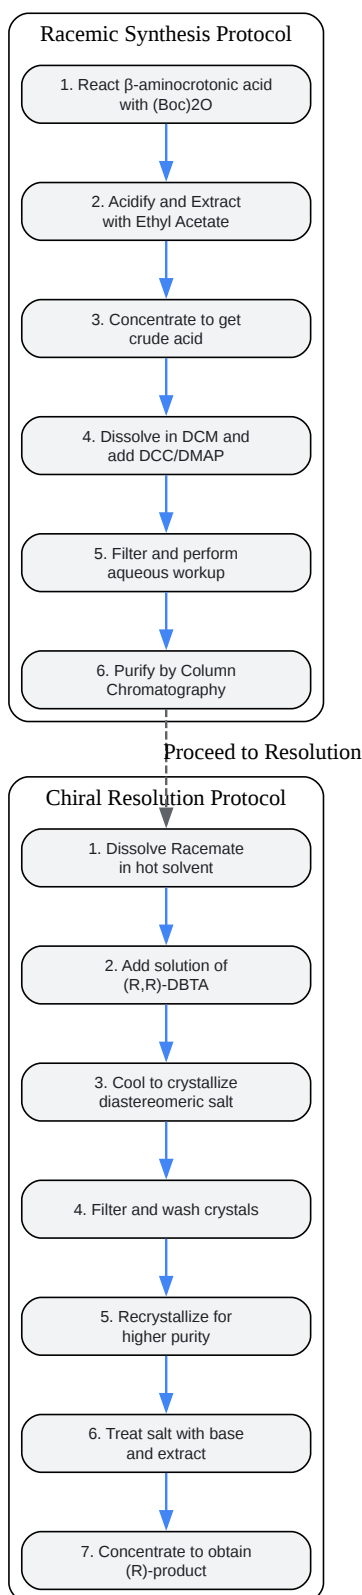 Racemic Synthesis Protocol
1. React β-aminocrotonic acid
with (Boc)2O
2. Acidify and Extract
with Ethyl Acetate
3. Concentrate to get
crude acid
4. Dissolve in DCM and
add DCC/DMAP
5. Filter and perform
aqueous workup
6. Purify by Column
Chromatography
Proceed to Resolution
Chiral Resolution Protocol
1. Dissolve Racemate
in hot solvent
2. Add solution of
(R,R)-DBTA
3. Cool to crystallize
diastereomeric salt
4. Filter and wash crystals
5. Recrystallize for
higher purity
6. Treat salt with base
and extract
7. Concentrate to obtain
(R)-product